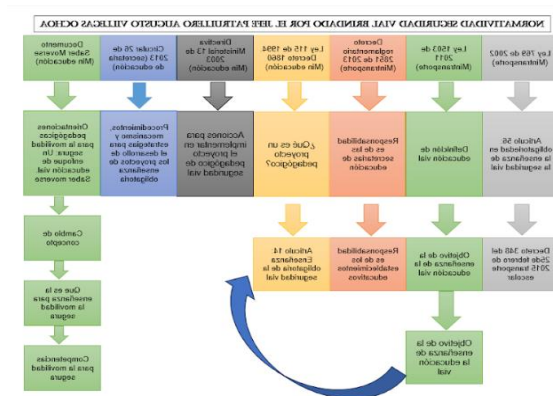 NORMATIVIDAD SEGURIDAD VIAL BRINDADO POR EL JEFE PATRULLERO AUGUSTO VILLEGAS OCHOA
Ley 769 de 2002
(Mintransporte)
Ley 1503 de
2011
(Mintransporte)
Decreto
reglamentario
2851 de 2013
(Mintransporte)
Ley 115 de 1994
Decreto 1860
(Min educación)
Directiva
Ministerial 13 de
2003
(Min educación)
Circular 26 de
2013 (secretaria
de educación)
Documento
Saber Moverse
(Min educación)
Artículo 56
obligatoriedad en
la enseñanza de
la seguridad vial
Definición de
educación
vial
Responsabilidad
es de las
secretarías de
educación
¿Qué es un
proyecto
pedagógico?
Acciones para
implementar en
el proyecto
pedagógico de
seguridad vial
Procedimientos,
mecanismo y
estrategias para
el desarrollo de
los proyectos de
enseñanza
obligatoria
Orientaciones
pedagógicas
para la movilidad
segura. Un
enfoque de
educación vial.
Saber moverse
Decreto 348 del
25de febrero de
2015 transporte
escolar
Objetivo de la
enseñanza de la
educación vial
Responsabilidad
es de los
establecimientos
educativos
Artículo 14
Enseñanza
obligatoria de la
seguridad vial
Cambio de
concepto
Objetivo de la
enseñanza de
la educación
vial
Que es la
enseñanza para
la movilidad
segura
Competencias
para la movilidad
segura